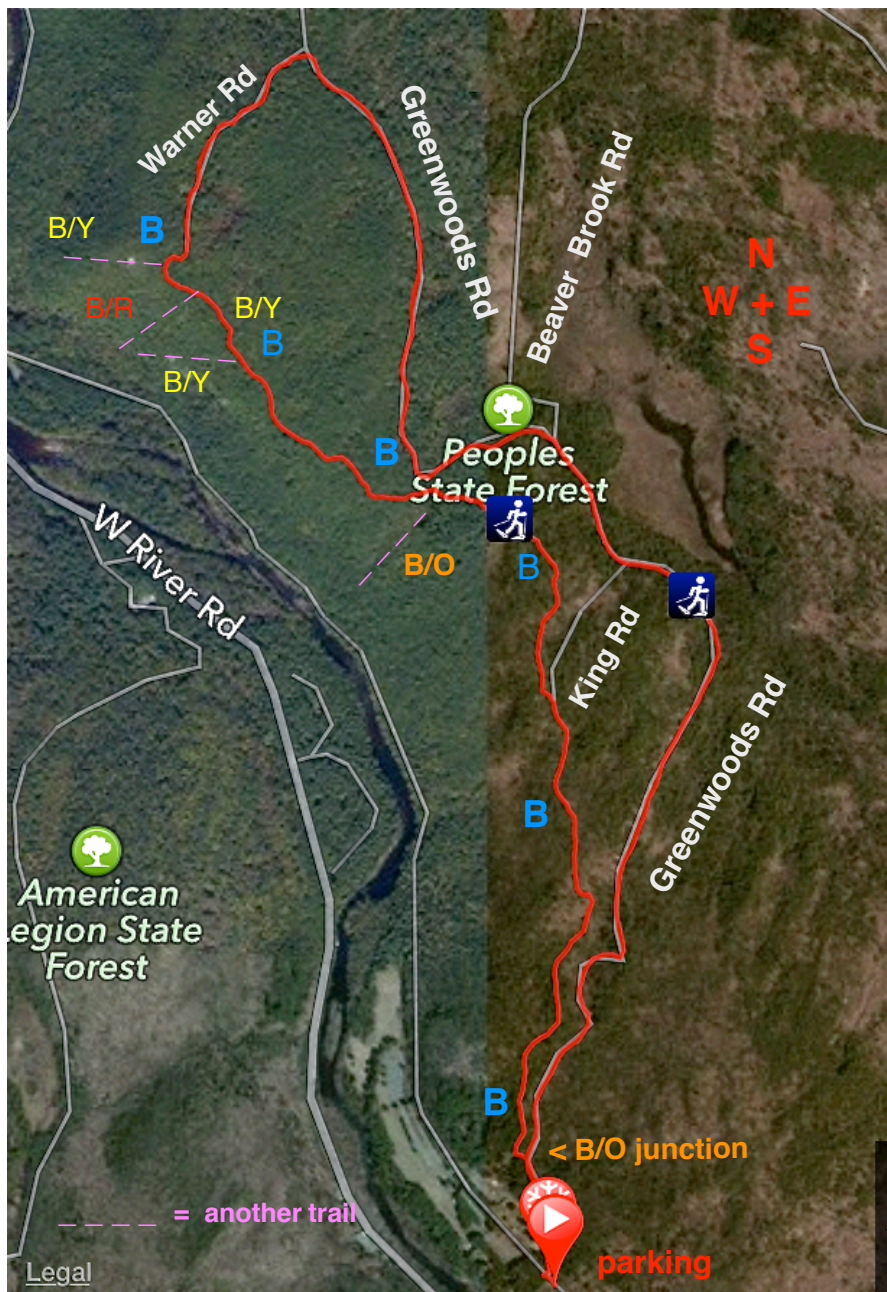 Warner Rd
Greenwoods Rd
Beaver Brook Rd
B/Y
B
N
W + E
S
B/R
B/Y
B
B/Y
B
Peoples
State Forest
W River Rd
B/O
B
King Rd
Greenwoods Rd
B
American
Legion State
Forest
B
< B/O junction
_ _ _ _ _ = another trail
parking
Legal